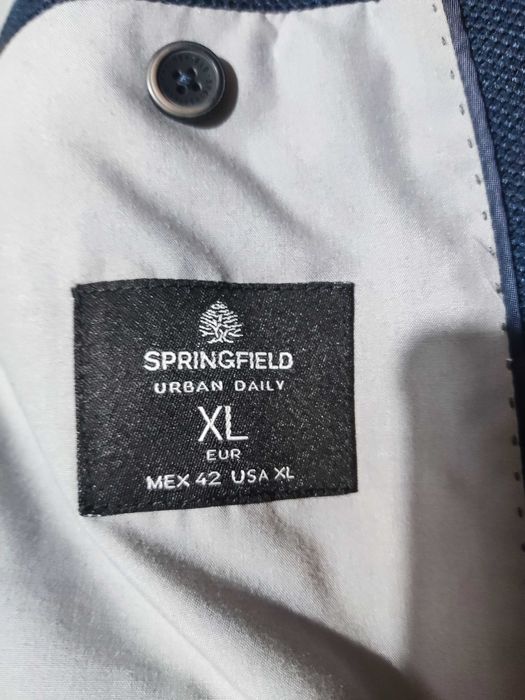 SPRINGFIELD
URBAN DAILY
XL
EUR
MEX 42 USA XL